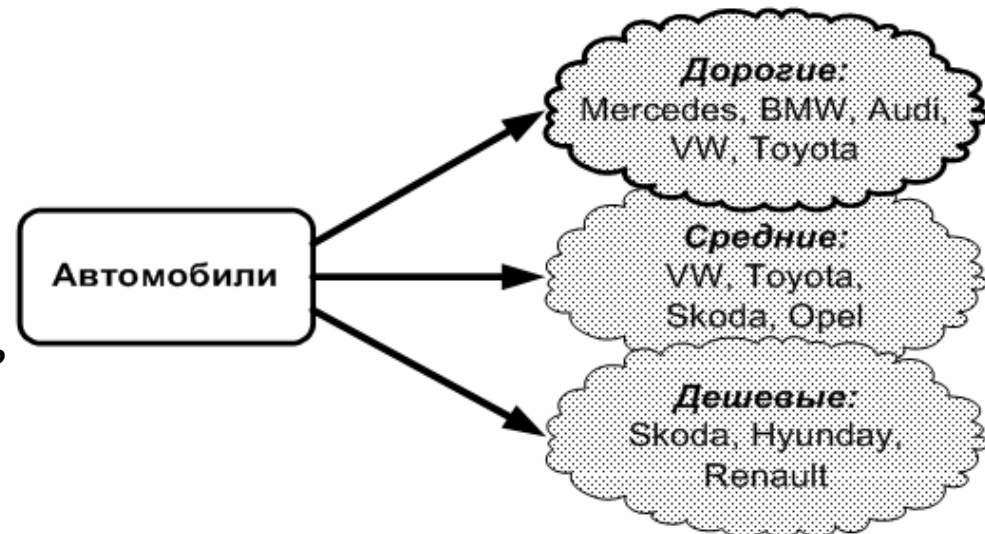 Автомобили
Дорогие:
Mercedes, BMW, Audi,
VW, Toyota
Средние:
VW, Toyota,
Skoda, Opel
Дешевые:
Skoda, Hyunday,
Renault